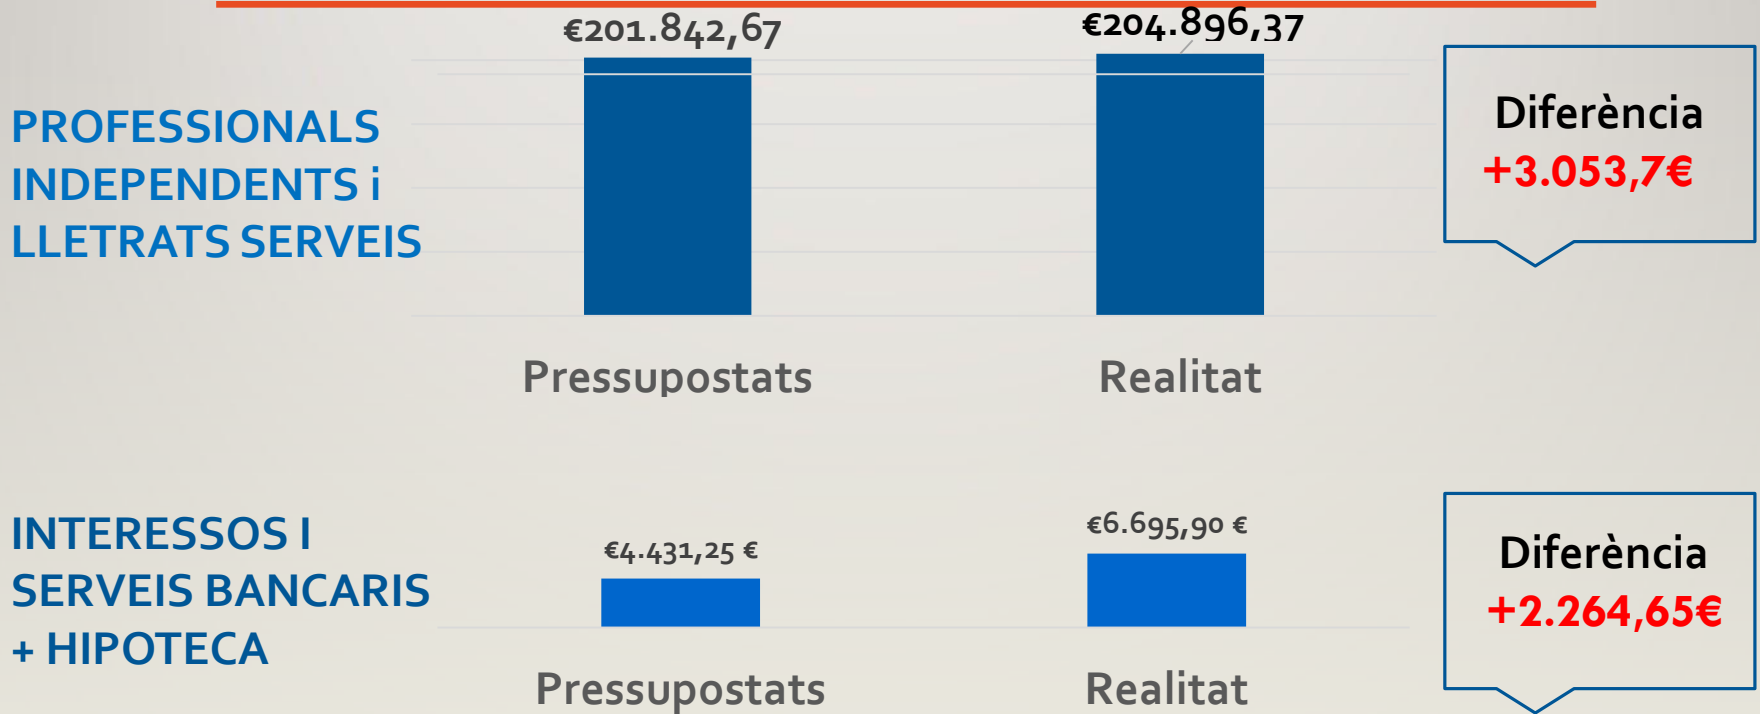 €201.842,67
€204.896,37
PROFESSIONALS
INDEPENDENTS i
LLETRATS SERVEIS
Diferència
+3.053,7€
Pressupostats
Realitat
INTERESSOS I
SERVEIS BANCARIS
+ HIPOTECA
€4.431,25 €
€6.695,90 €
Diferència
+2.264,65€
Pressupostats
Realitat